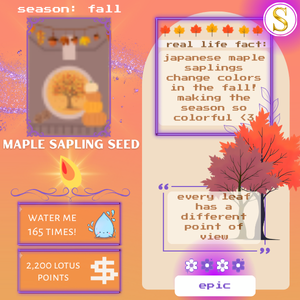 season: fall
MAPLE SAPLING SEED
WATER ME
165 TIMES!
2,200 LOTUS
POINTS
$
S
real life fact:
japanese maple
saplings
change colors
in the fall!
making the
season so
colorful <3
“
every leaf
has a
different
point of
view
”
epic